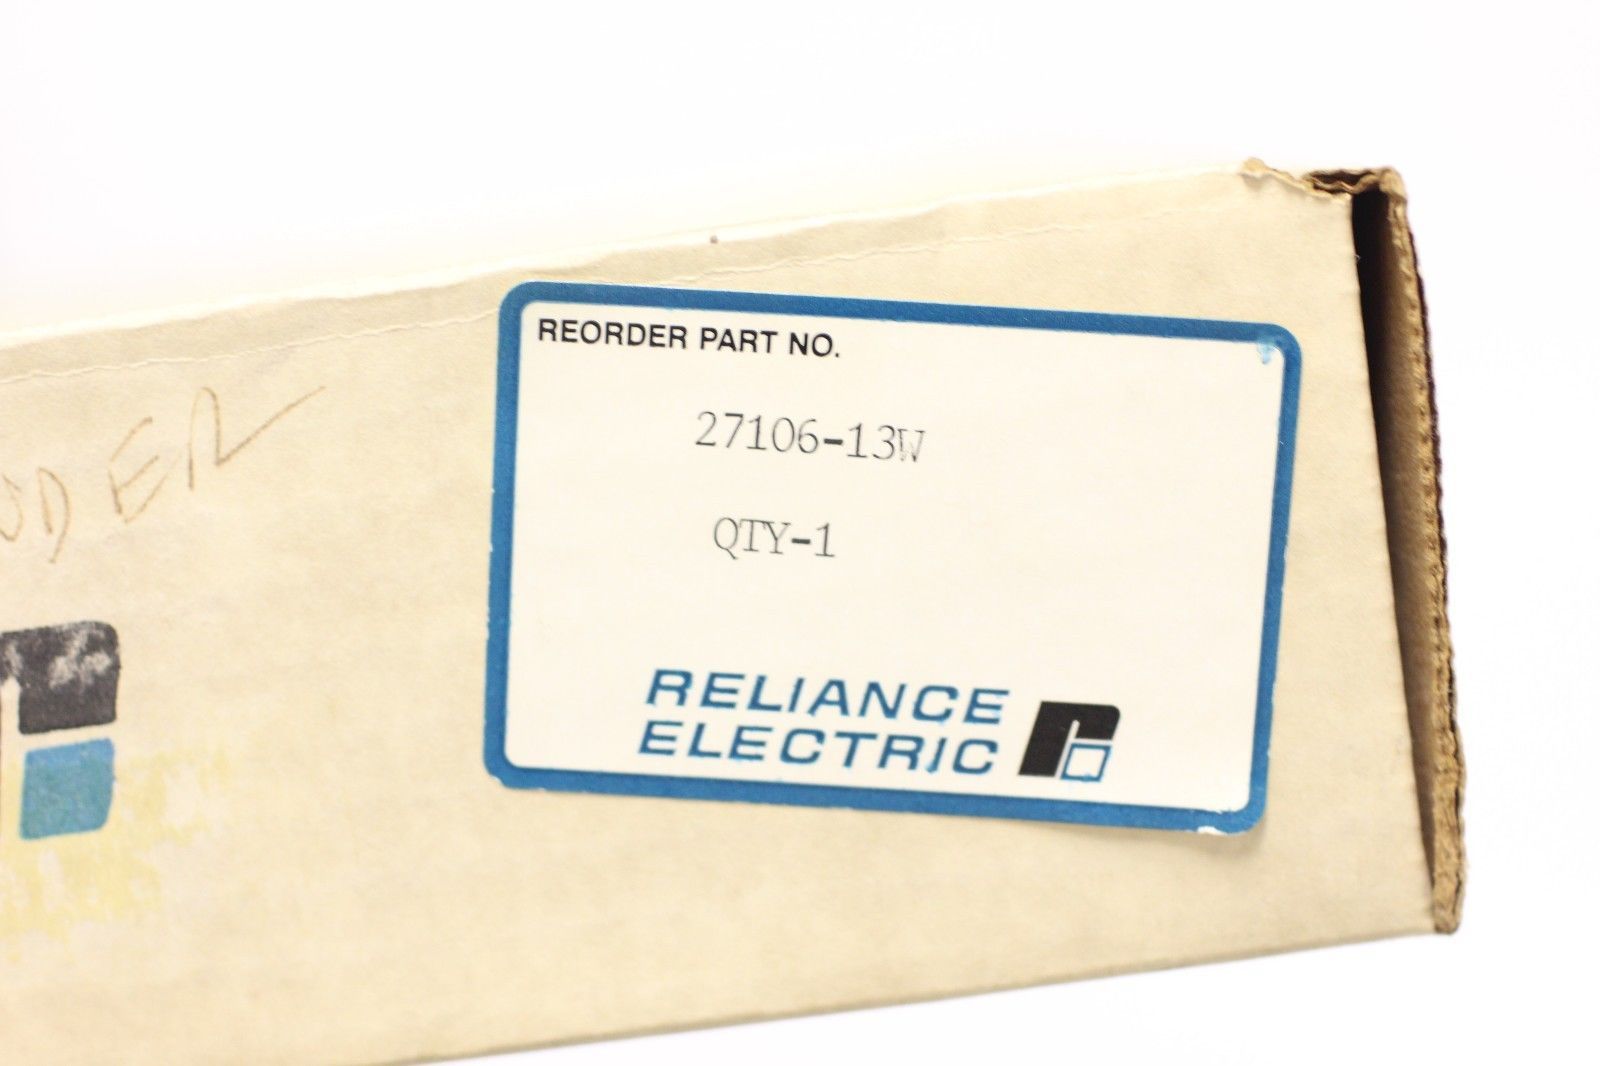 REORDER PART NO.
27106-13W
QTY-1
RELIANCE
ELECTRIC